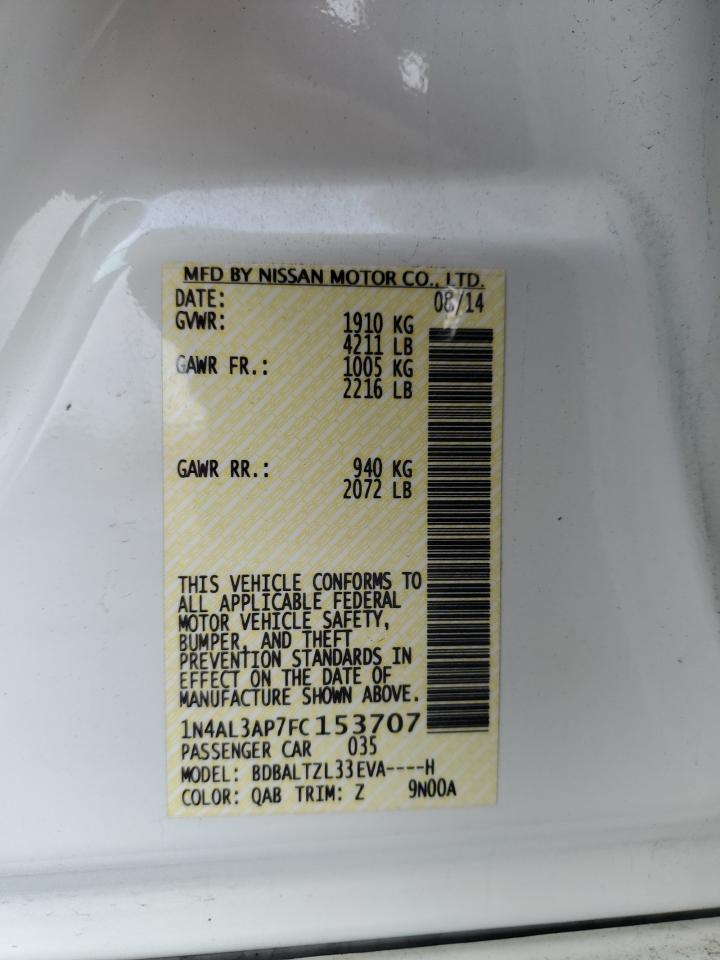 MFD BY NISSAN MOTOR CO., LTD.
DATE: 08/14
GVWR: 1910 KG
4211 LB
GAWR FR.: 1005 KG
2216 LB
GAWR RR.: 940 KG
2072 LB
THIS VEHICLE CONFORMS TO
ALL APPLICABLE FEDERAL
MOTOR VEHICLE SAFETY,
BUMPER, AND THEFT
PREVENTION STANDARDS IN
EFFECT ON THE DATE OF
MANUFACTURE SHOWN ABOVE.
1N4AL3AP7FC153707
PASSENGER CAR 035
MODEL: BDBALTZL33EVA----H
COLOR: QAB TRIM: Z 9N00A